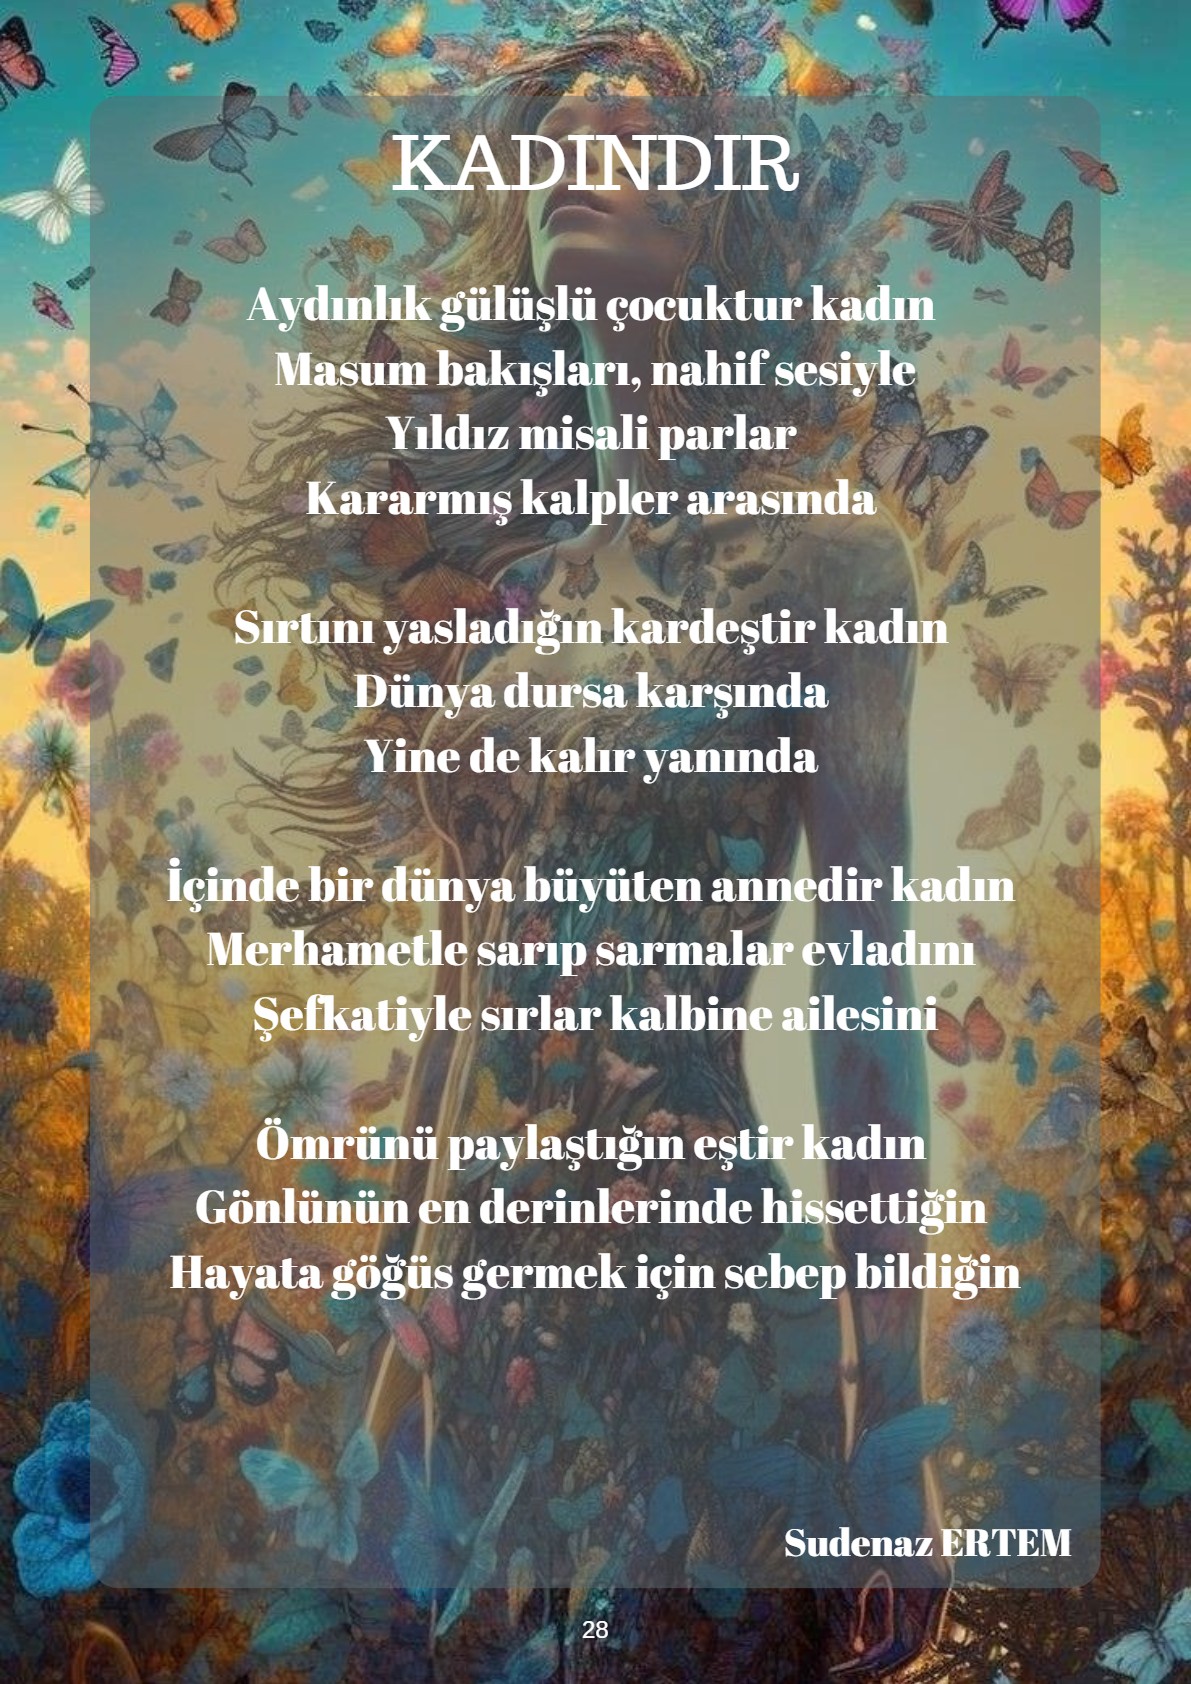 KADINDIR
Aydınlık gülüşlü çocuktur kadın
Masum bakışları, nahif sesiyle
Yıldız misali parlar
Kararmış kalpler arasında
Sırtını yasladığın kardeştir kadın
Dünya dursa karşında
Yine de kalır yanında
İçinde bir dünya büyüten annedir kadın
Merhametle sarıp sarmalar evladını
Şefkatiyle sırlar kalbine ailesini
Ömrünü paylaştığın eştir kadın
Gönlünün en derinlerinde hissettiğin
Hayata göğüs germek için sebep bildiğin
Sudenaz ERTEM
28